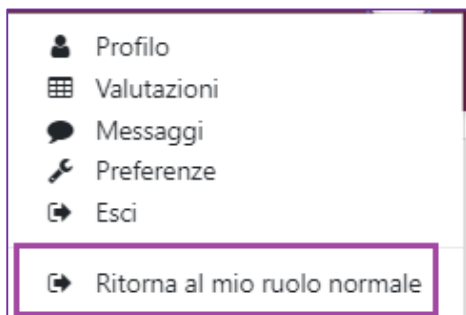 Profilo
Valutazioni
Messaggi
Preferenze
Esci
Ritorna al mio ruolo normale